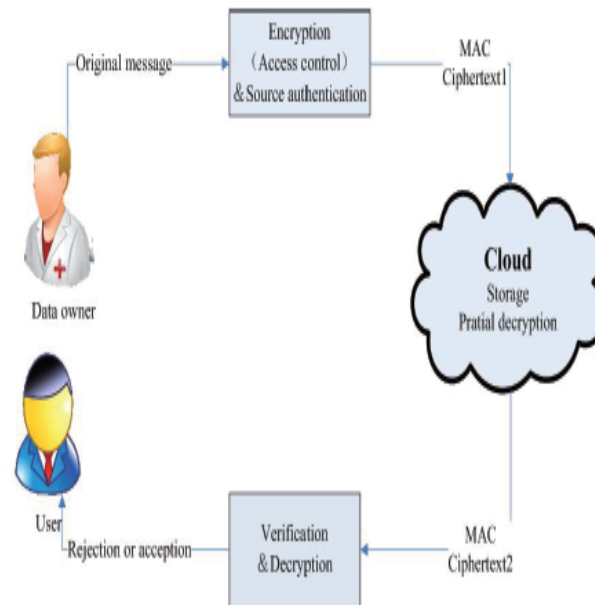 Encryption
（Access control）
& Source authentication
Original message
MAC
Ciphertext1
Cloud
Storage
Pratial decryption
Data owner
User
Rejection or acception
Verification
&Decryption
MAC
Ciphertext2